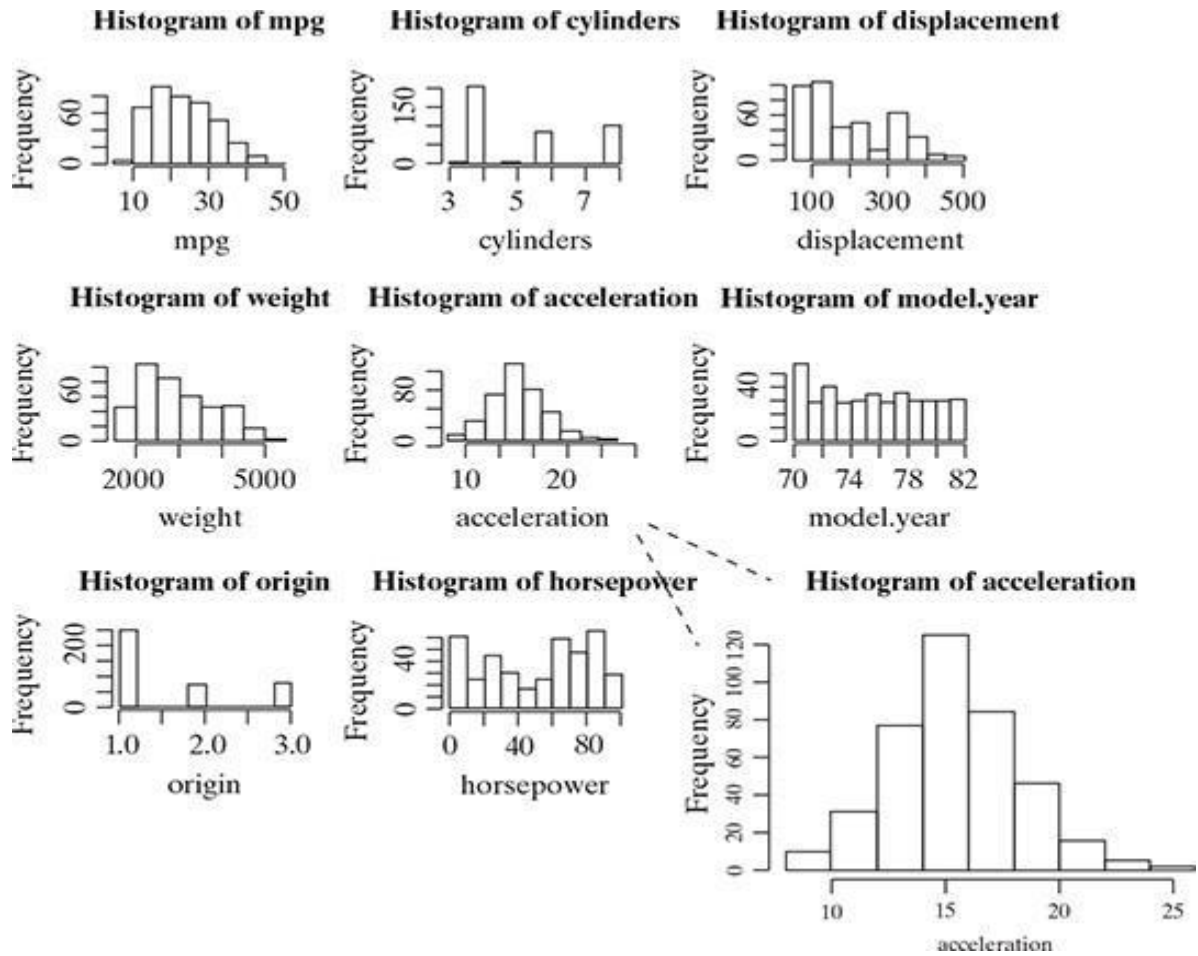 Histogram of mpg
Frequency
0 60
10 30 50
mpg
Histogram of cylinders
Frequency
0 150
3 5 7
cylinders
Histogram of displacement
Frequency
0 60
100 300 500
displacement
Histogram of weight
Frequency
0 60
2000 5000
weight
Histogram of acceleration
Frequency
0 80
10 20
acceleration
Histogram of model.year
Frequency
0 40
70 74 78 82
model.year
Histogram of origin
Frequency
0 200
1.0 2.0 3.0
origin
Histogram of horsepower
Frequency
0 40
0 40 80
horsepower
Histogram of acceleration
Frequency
0 20 40 60 80 100 120
10 15 20 25
acceleration